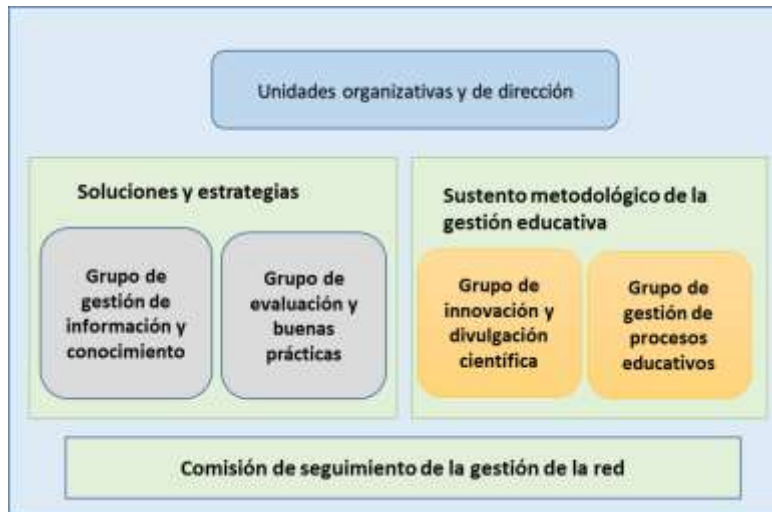 Unidades organizativas y de dirección
Soluciones y estrategias
Grupo de
gestión de
información y
conocimiento
Grupo de
evaluación y
buenas
prácticas
Sustento metodológico de la
gestión educativa
Grupo de
innovación y
divulgación
científica
Grupo de
gestión de
procesos
educativos
Comisión de seguimiento de la gestión de la red